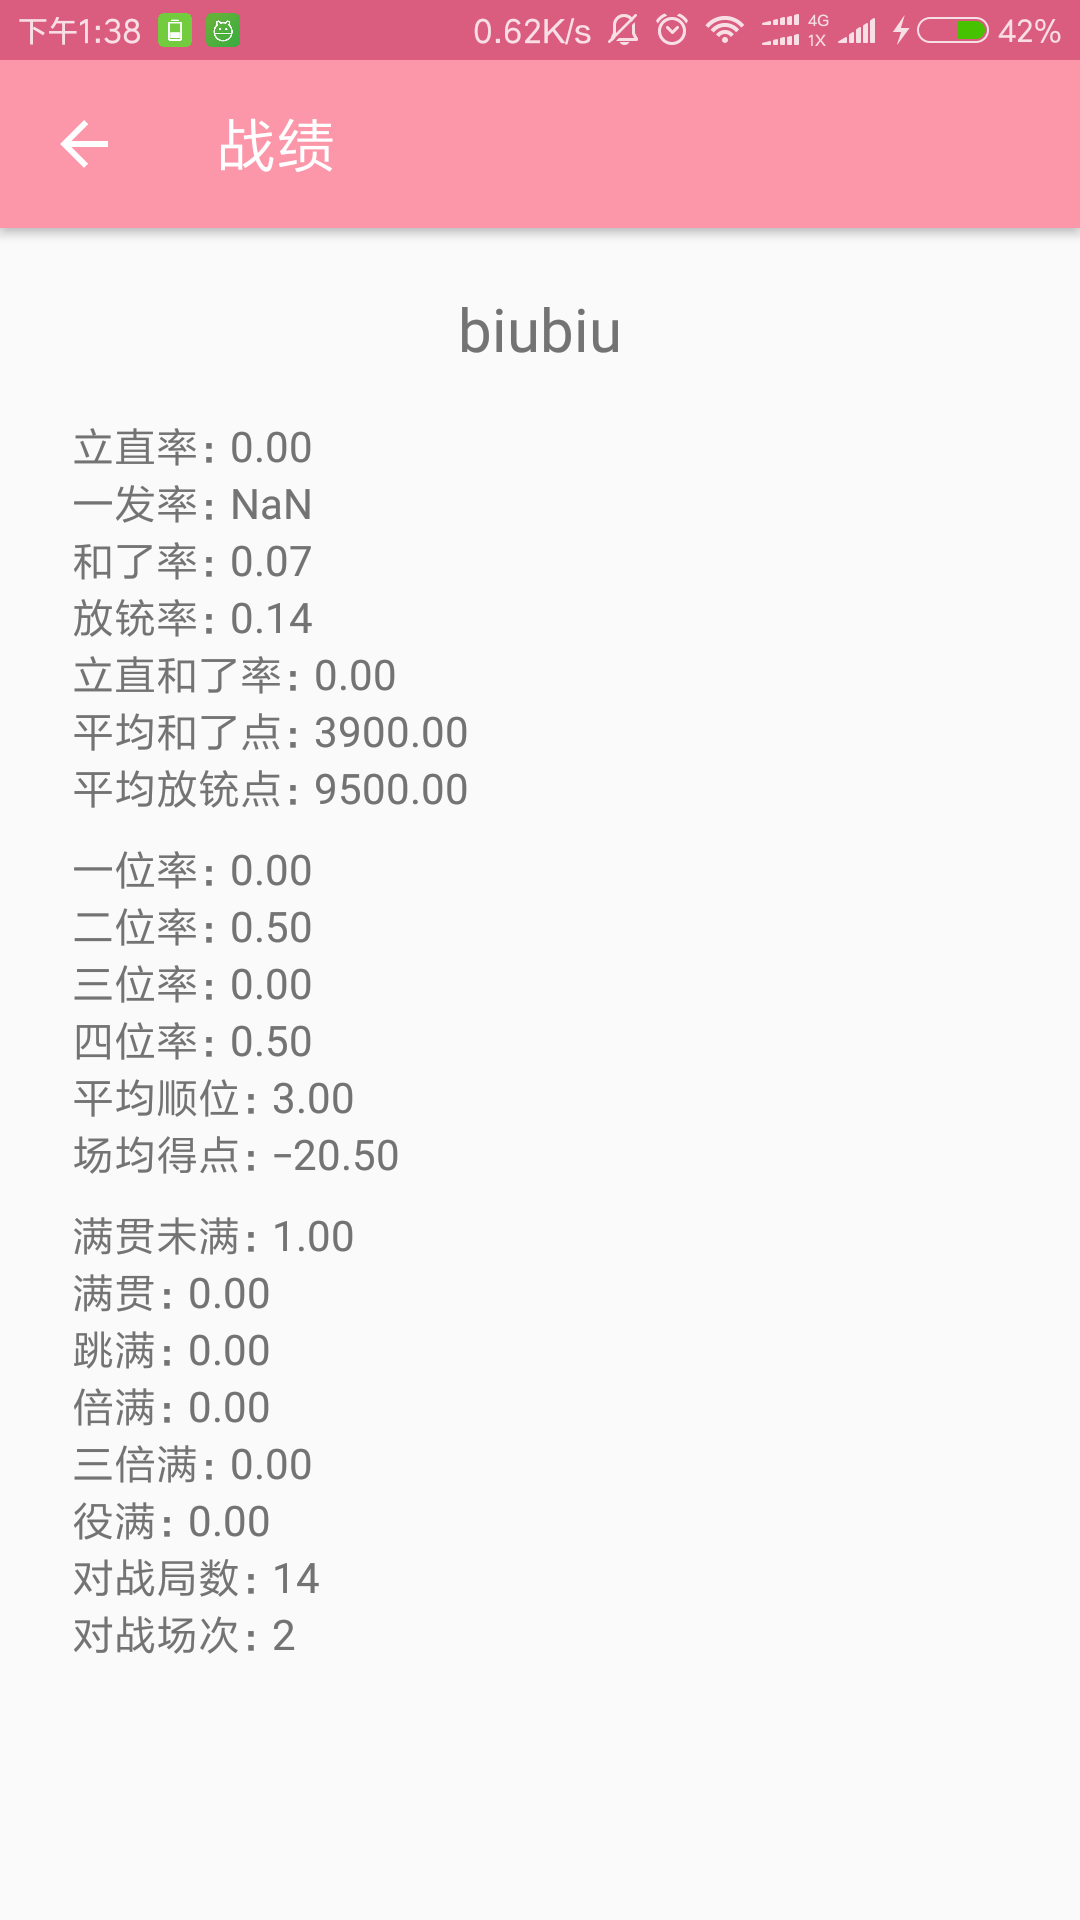 下午1:38 0.62K/s 4G 1X 42%
战绩
biubiu
立直率: 0.00
一发率: NaN
和了率: 0.07
放铳率: 0.14
立直和了率: 0.00
平均和了点: 3900.00
平均放铳点: 9500.00
一位率: 0.00
二位率: 0.50
三位率: 0.00
四位率: 0.50
平均顺位: 3.00
场均得点: -20.50
满贯未满: 1.00
满贯: 0.00
跳满: 0.00
倍满: 0.00
三倍满: 0.00
役满: 0.00
对战局数: 14
对战场次: 2